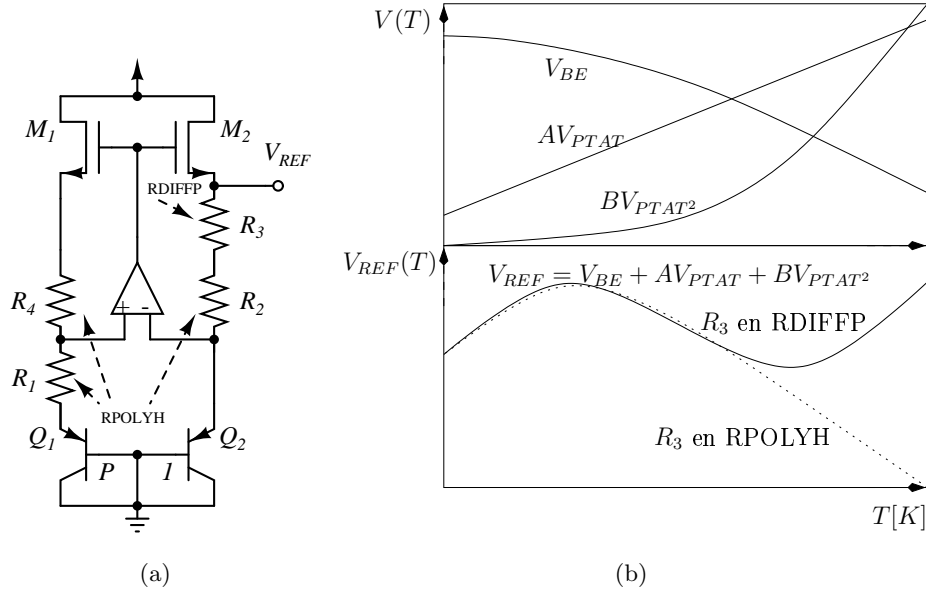 M1
M2
VREF
RDIFFP
R3
R4
+ -
R2
R1
RPOLYH
Q1
Q2
P
1
(a)
V(T)
VBE
AVPTAT
BVPTAT²
VREF(T)
VREF = VBE + AVPTAT + BVPTAT²
R3 en RDIFFP
R3 en RPOLYH
T[K]
(b)